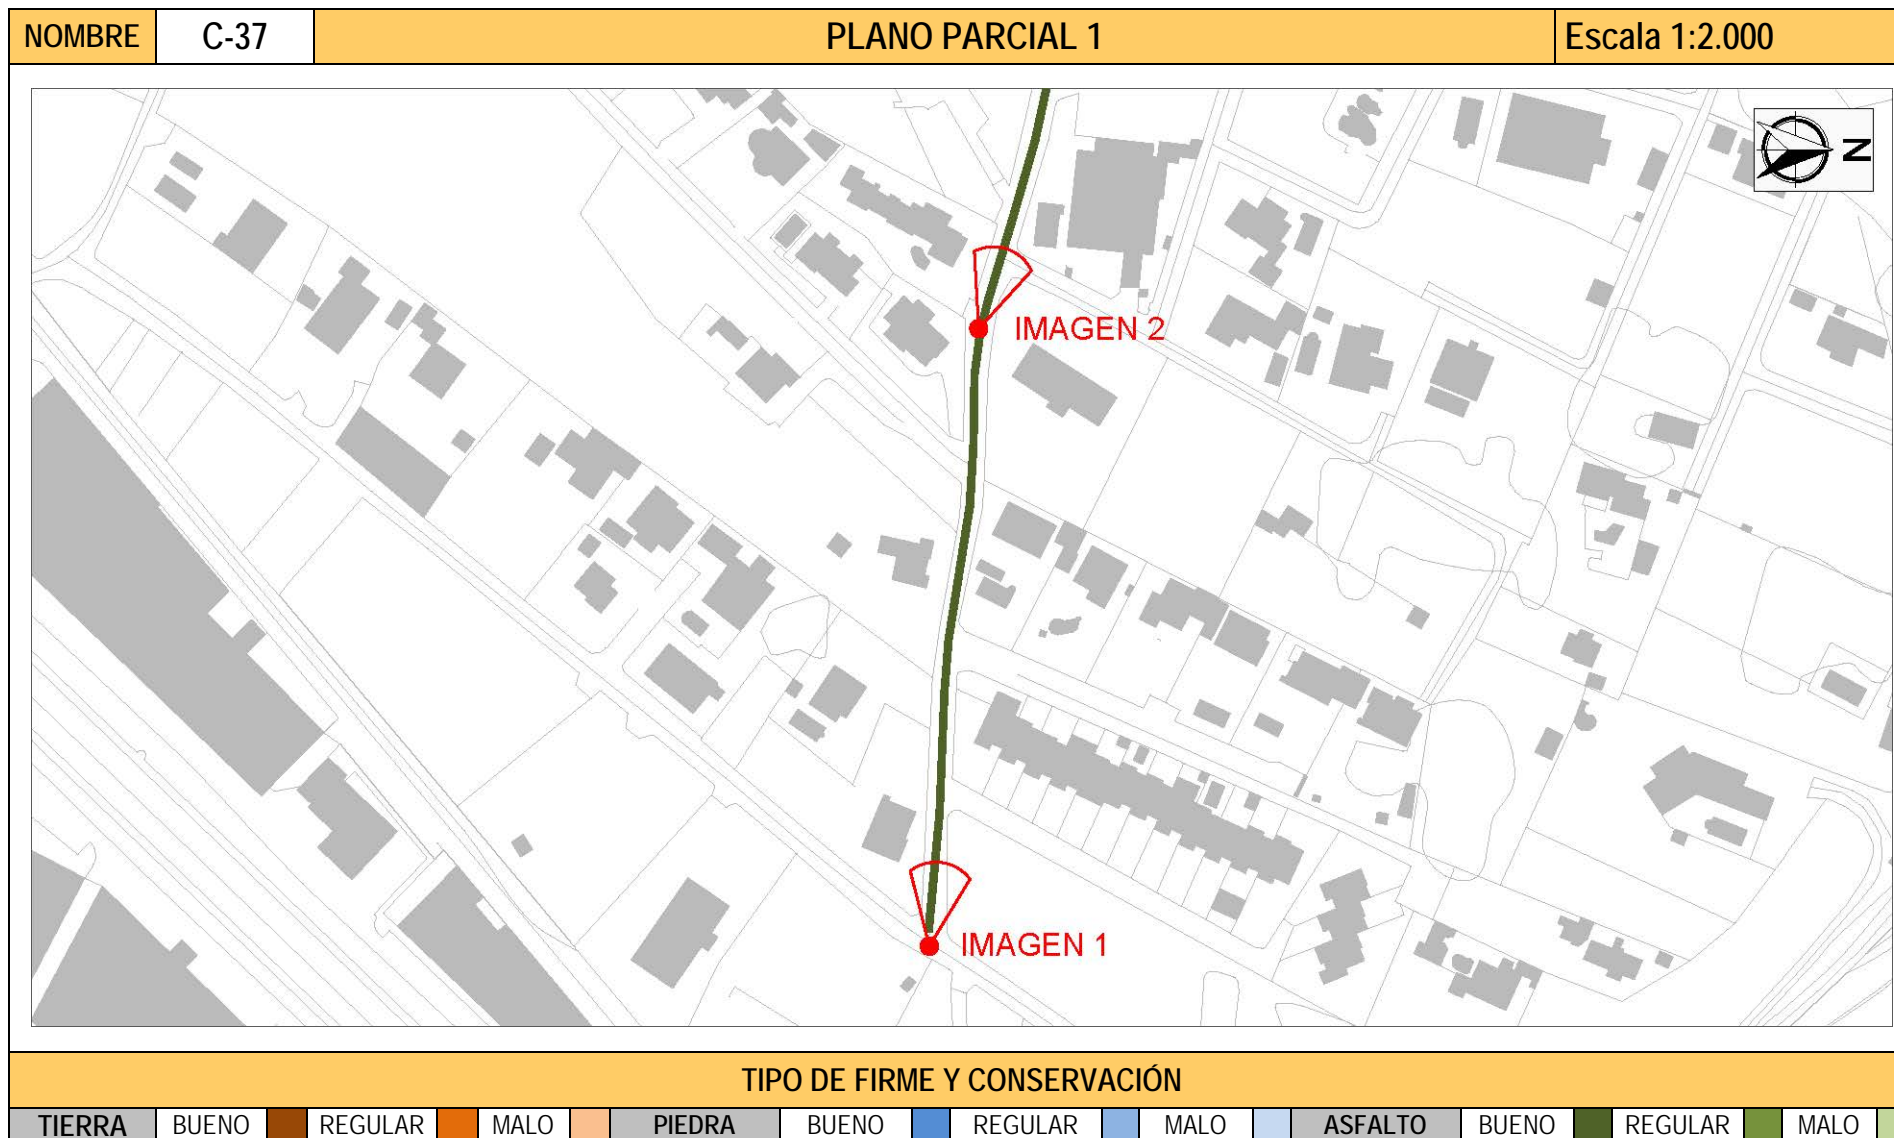 NOMBRE C-37 PLANO PARCIAL 1 Escala 1:2.000
N
IMAGEN 2
IMAGEN 1
TIPO DE FIRME Y CONSERVACIÓN
TIERRA BUENO REGULAR MALO PIEDRA BUENO REGULAR MALO ASFALTO BUENO REGULAR MALO